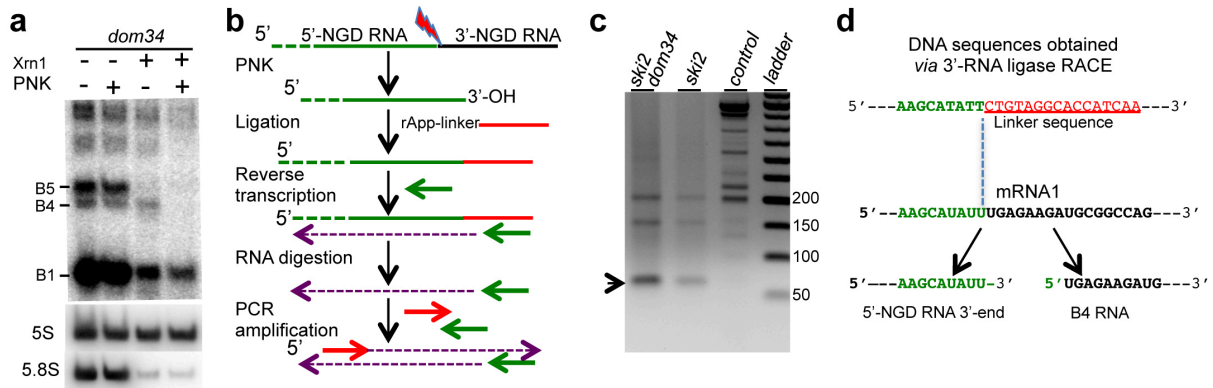 a
dom34
Xrn1 - - + +
PNK - + - +
B5
B4
B1
5S
5.8S
b
5’ 5’-NGD RNA 3’-NGD RNA
PNK
5’ 3’-OH
Ligation rApp-linker
5’
Reverse
transcription
5’
RNA digestion
PCR
amplification
5’
c
ski2 dom34
ski2
control
ladder
200
150
100
50
d
DNA sequences obtained
via 3’-RNA ligase RACE
5’--AAGCATATTCTGTAGGCACCATCAA---3’
Linker sequence
mRNA1
5’--AAGCAUAUUUGAGAAGAUGCGGCCAG---3’
5’--AAGCAUAUU-3’ 5’UGAGAAGAUG---3’
5’-NGD RNA 3’-end B4 RNA